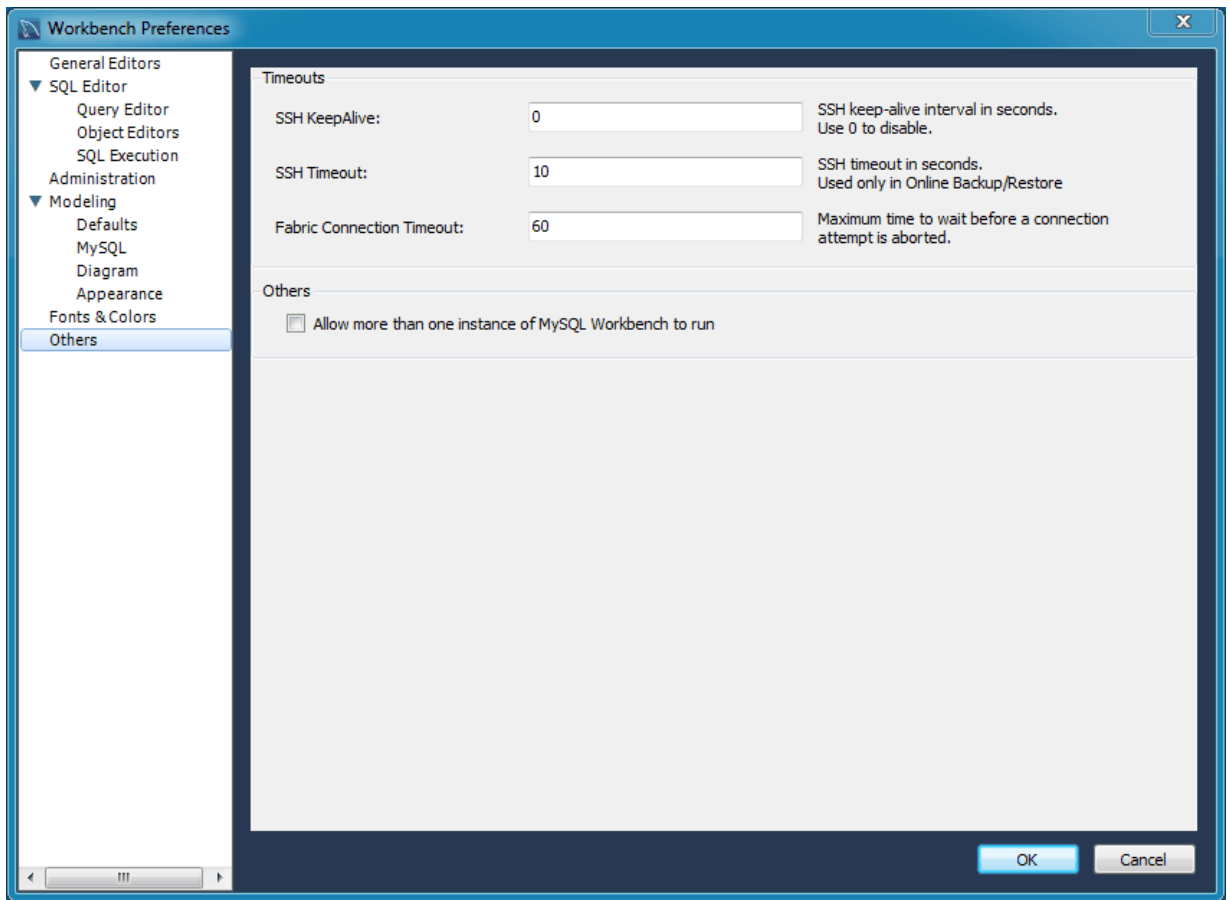 Workbench Preferences
General Editors
SQL Editor
Query Editor
Object Editors
SQL Execution
Administration
Modeling
Defaults
MySQL
Diagram
Appearance
Fonts & Colors
Others
Timeouts
SSH KeepAlive:
0
SSH keep-alive interval in seconds.
Use 0 to disable.
SSH Timeout:
10
SSH timeout in seconds.
Used only in Online Backup/Restore
Fabric Connection Timeout:
60
Maximum time to wait before a connection
attempt is aborted.
Others
Allow more than one instance of MySQL Workbench to run
OK
Cancel